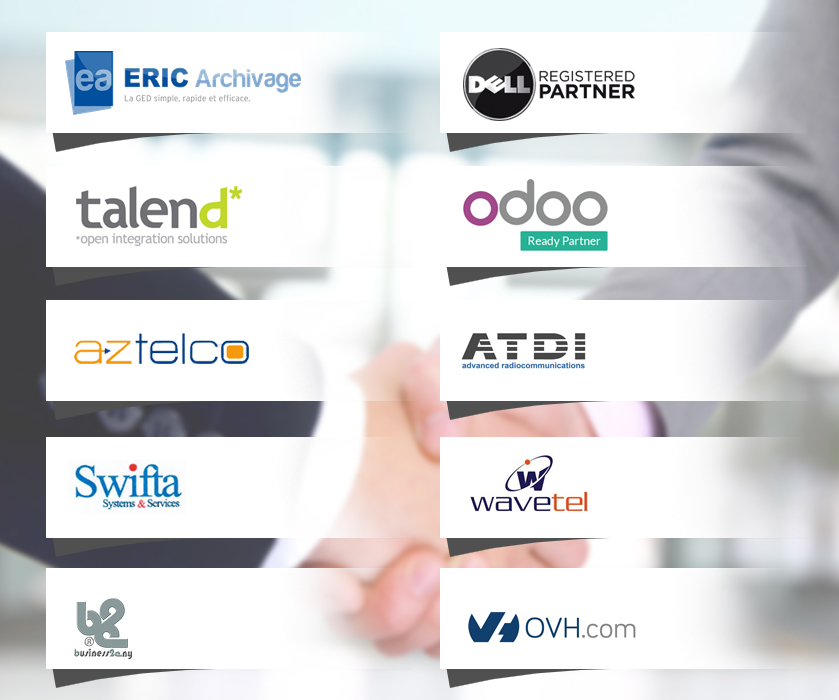 ea ERIC Archivage
La GED simple, rapide et efficace.
DELL REGISTERED
PARTNER
talend*
*open integration solutions
odoo
Ready Partner
aztelco
ATDI
advanced radiocommunications
Swifta
Systems & Services
W
wavetel
b2c
®
business2a.ny
OVH.com